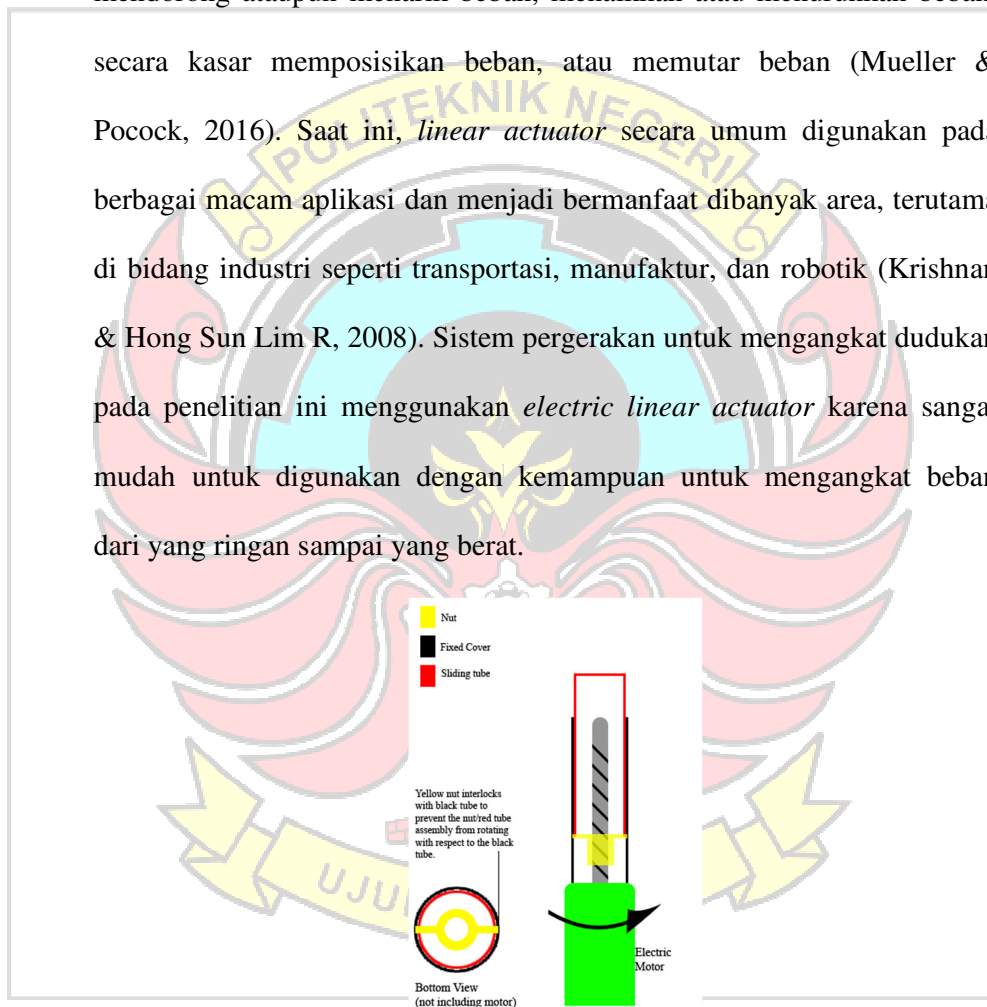 secara kasar memposisikan beban, atau memutar beban (Mueller &
Pocock, 2016). Saat ini, linear actuator secara umum digunakan pada
berbagai macam aplikasi dan menjadi bermanfaat dibanyak area, terutama
di bidang industri seperti transportasi, manufaktur, dan robotik (Krishnan
& Hong Sun Lim R, 2008). Sistem pergerakan untuk mengangkat dudukan
pada penelitian ini menggunakan electric linear actuator karena sanga
mudah untuk digunakan dengan kemampuan untuk mengangkat beban
dari yang ringan sampai yang berat.
POLITEKNIK NEGERI
Nut
Fixed Cover
Sliding tube
Yellow nut interlocks
with black tube to
prevent the nut/red tube
assembly from rotating
with respect to the black
tube.
UJU
Electric
Motor
Bottom View
(not including motor)